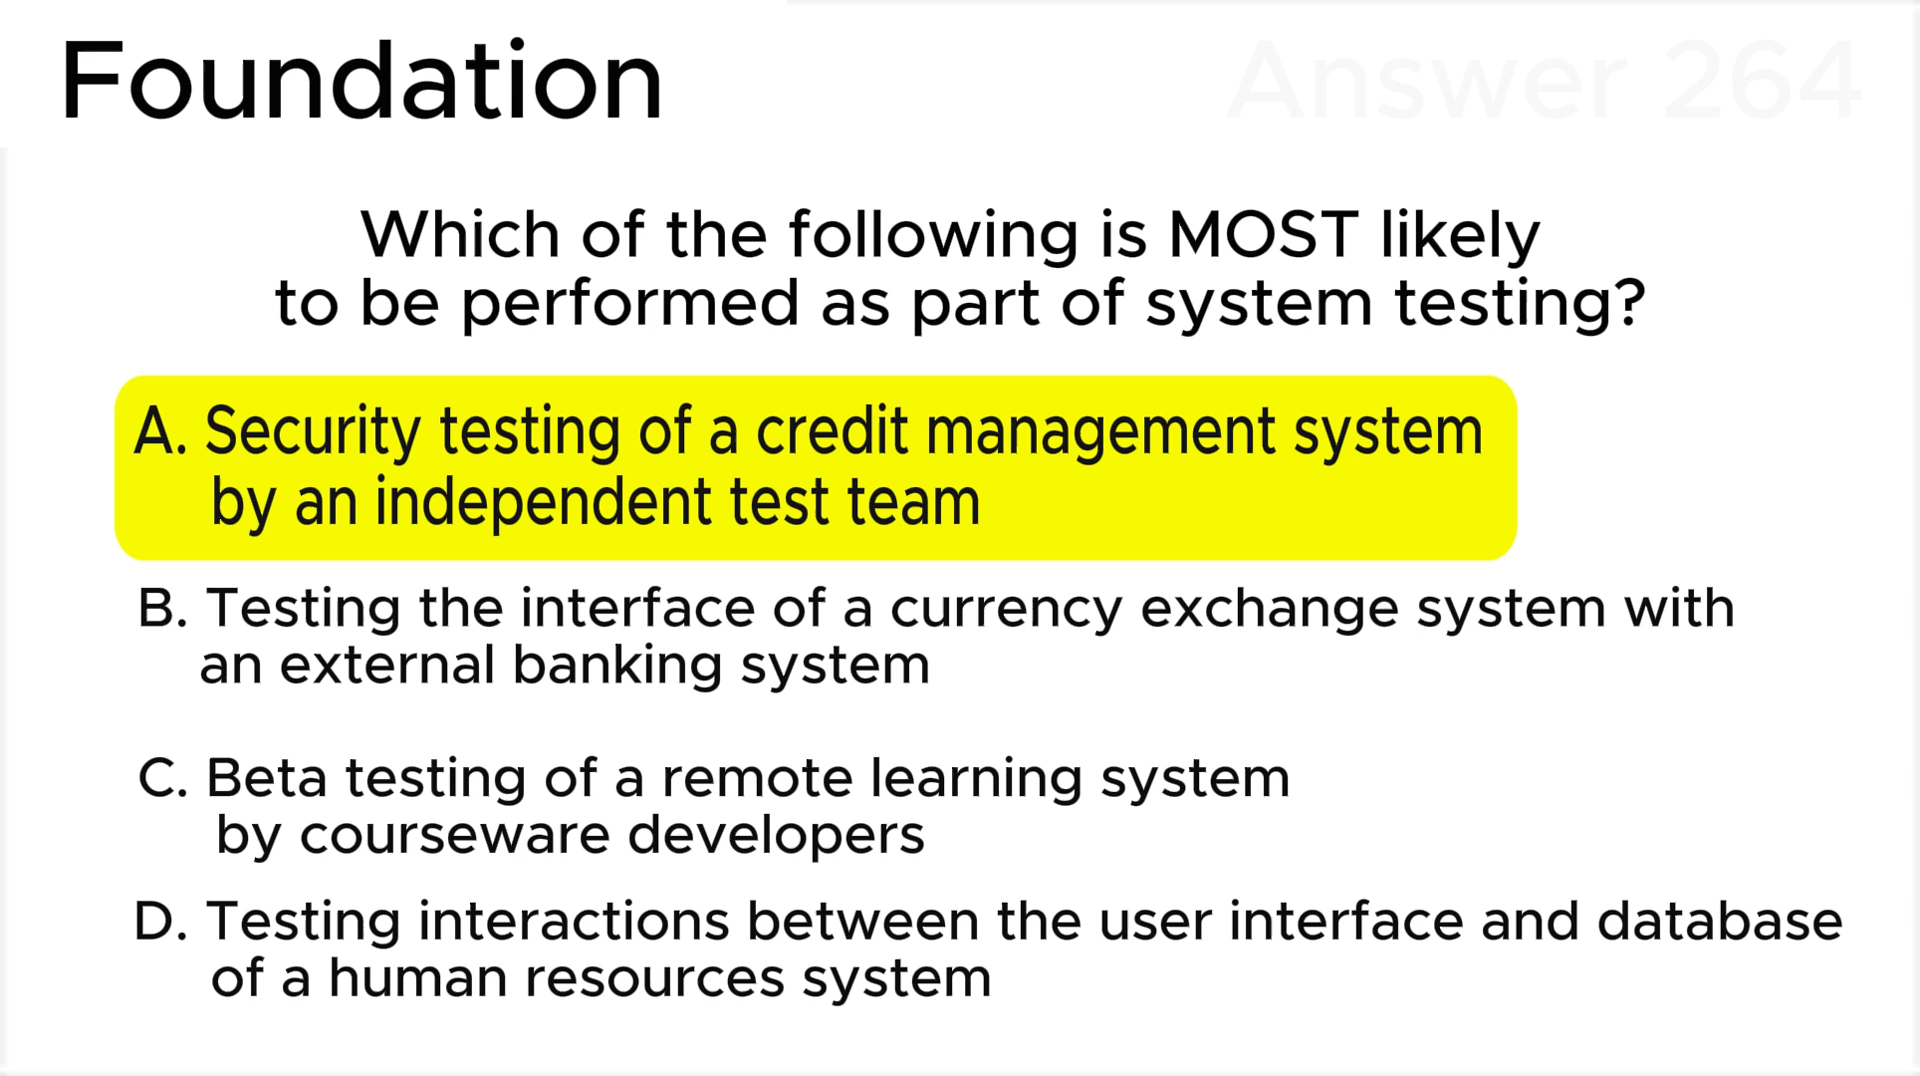 Foundation
Answer 264
Which of the following is MOST likely
to be performed as part of system testing?
A. Security testing of a credit management system
by an independent test team
B. Testing the interface of a currency exchange system with
an external banking system
C. Beta testing of a remote learning system
by courseware developers
D. Testing interactions between the user interface and database
of a human resources system